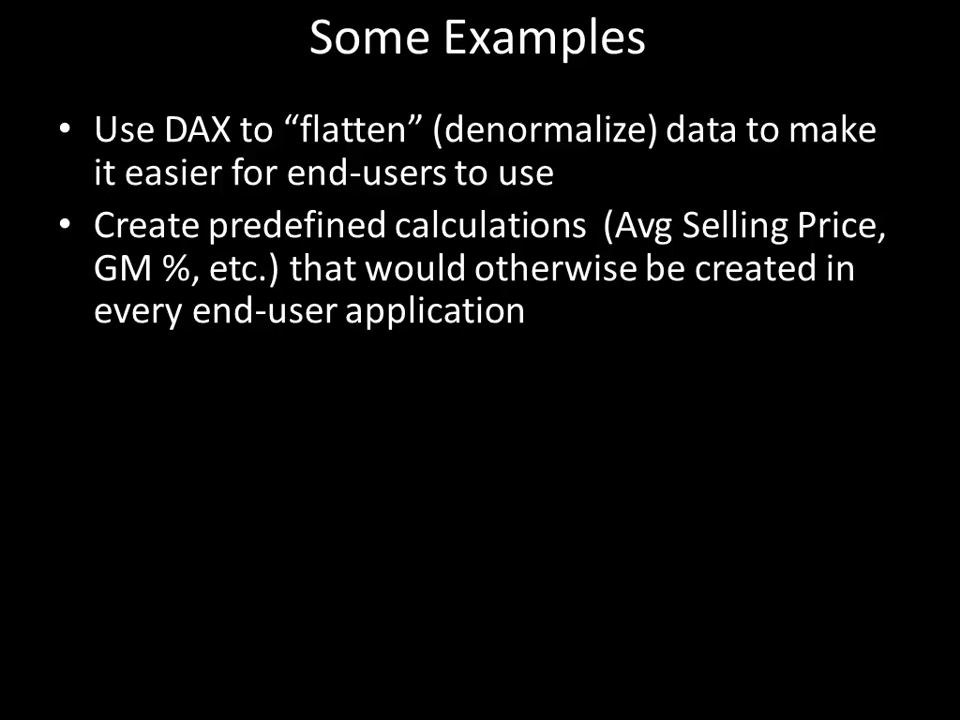 Some Examples
• Use DAX to “flatten” (denormalize) data to make
it easier for end-users to use
• Create predefined calculations  (Avg Selling Price,
GM %, etc.) that would otherwise be created in
every end-user application